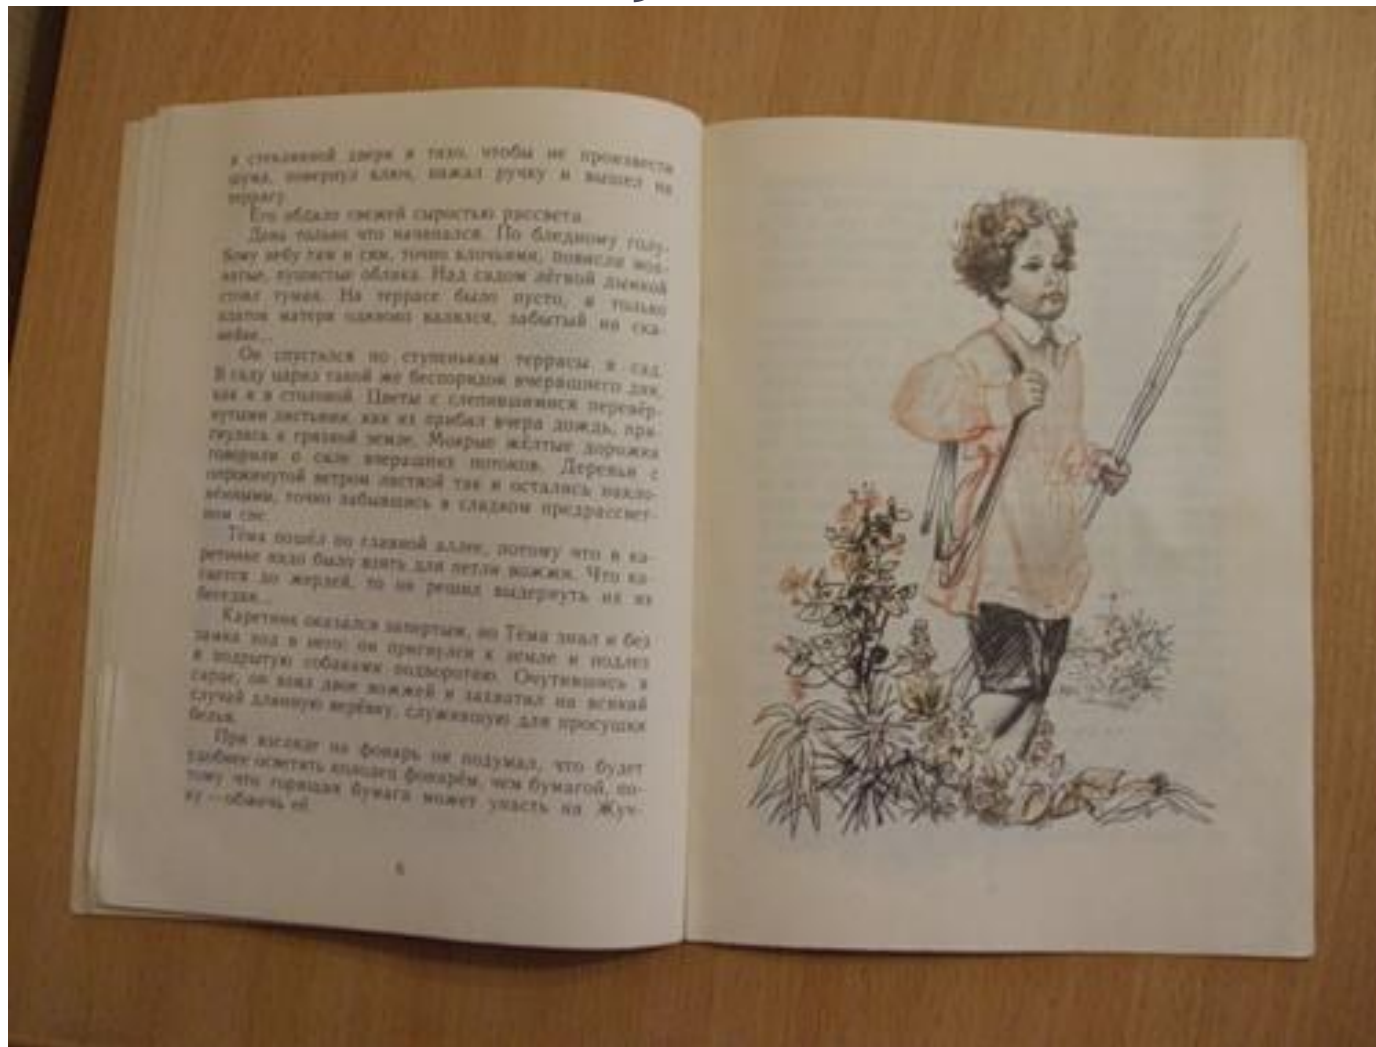 к стеклянной двери и тихо, чтобы не произвести
шума, повернул ключ, нажал ручку и вышел на
террасу.
Его обдало свежей сыростью рассвета.
День только что начинался. По бледному голу-
бому небу там и сям, точно клочьями, повисли мох-
натые, пушистые облака. Над садом лёгкой дымкой
стоял туман. На террасе было пусто, и только
платок матери одиноко валялся, забытый на ска-
мейке...
Он спустился по ступенькам террасы в сад.
В саду царил такой же беспорядок вчерашнего дня,
как и в столовой. Цветы с слепившимися перевёр-
нутыми листьями, как их прибил вчера дождь, при-
гнулись к грязной земле. Мокрые жёлтые дорожки
говорили о силе вчерашних потоков. Деревья с
опрокинутой ветром листвой так и остались накло-
нёнными, точно забывшись в сладком предрассвет-
ном сне.
Тёма пошёл по главной аллее, потому что в ка-
ретнике надо было взять для петли вожжи. Что ка-
сается до жердей, то он решил выдернуть их из
беседки...
Каретник оказался запертым, но Тёма знал и без
замка ход в него: он пригнулся к земле и подлез
в подрытую собаками подворотню. Очутившись в
сарае, он взял двое вожжей и захватил на всякий
случай длинную верёвку, служившую для просушки
белья.
При взгляде на фонарь он подумал, что будет
удобнее осветить колодец фонарём, чем бумагой, по-
тому что горящая бумага может упасть на Жуч-
ку — обжечь её.
6